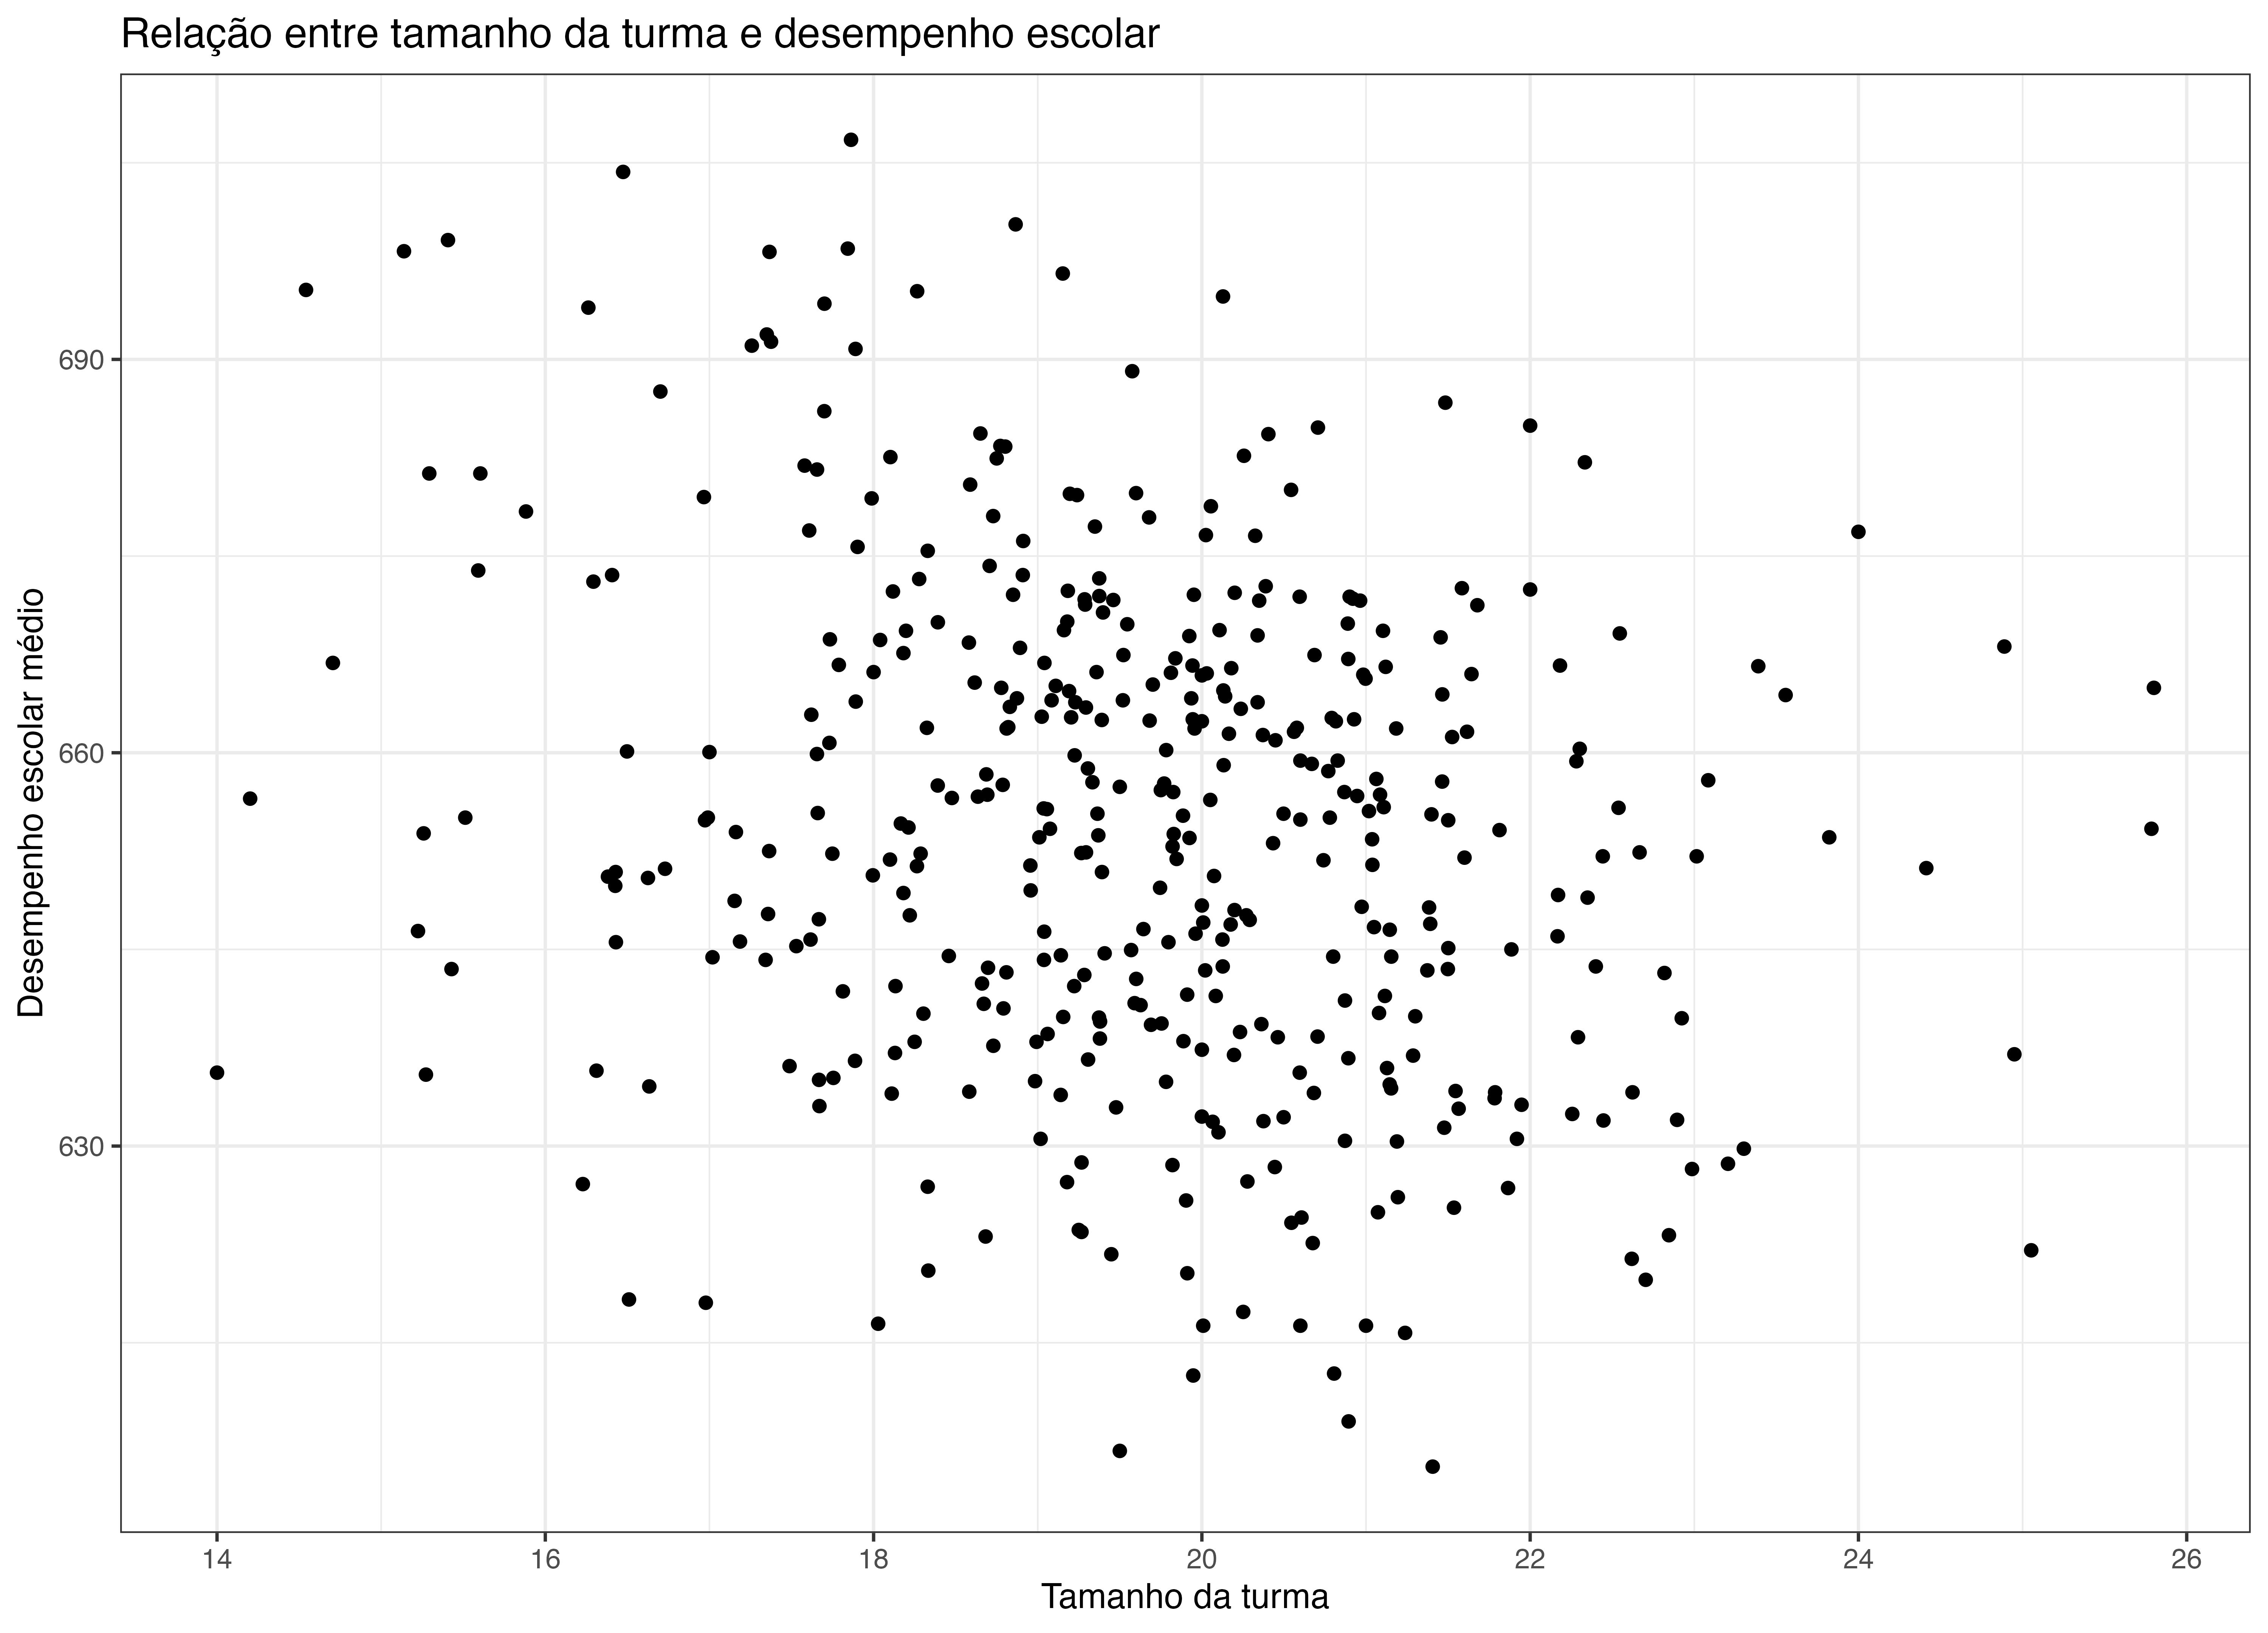 Relação entre tamanho da turma e desempenho escolar
Desempenho escolar médio
690
660
630
14 16 18 20 22 24 26
Tamanho da turma